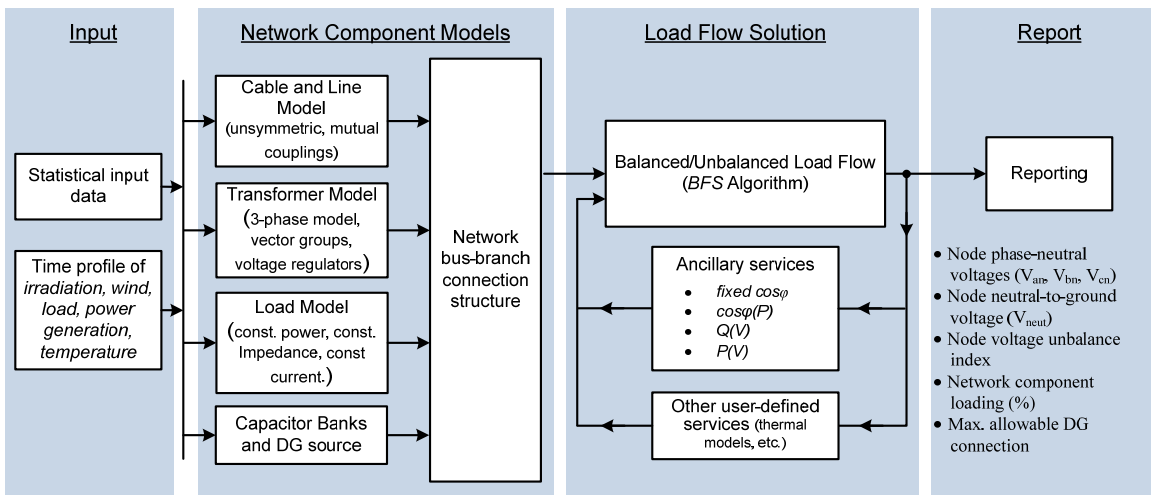 Input
Statistical input
data
Time profile of
irradiation, wind,
load, power
generation,
temperature
Network Component Models
Cable and Line
Model
(unsymmetric, mutual
couplings)
Transformer Model
(3-phase model,
vector groups,
voltage regulators)
Load Model
(const. power, const.
Impedance, const
current.)
Capacitor Banks
and DG source
Network
bus-branch
connection
structure
Load Flow Solution
Balanced/Unbalanced Load Flow
(BFS Algorithm)
Ancillary services
• fixed cosφ
• cosφ(P)
• Q(V)
• P(V)
Other user-defined
services (thermal
models, etc.)
Report
Reporting
• Node phase-neutral
voltages (Van, Vbn, Vcn)
• Node neutral-to-ground
voltage (Vneut)
• Node voltage unbalance
index
• Network component
loading (%)
• Max. allowable DG
connection